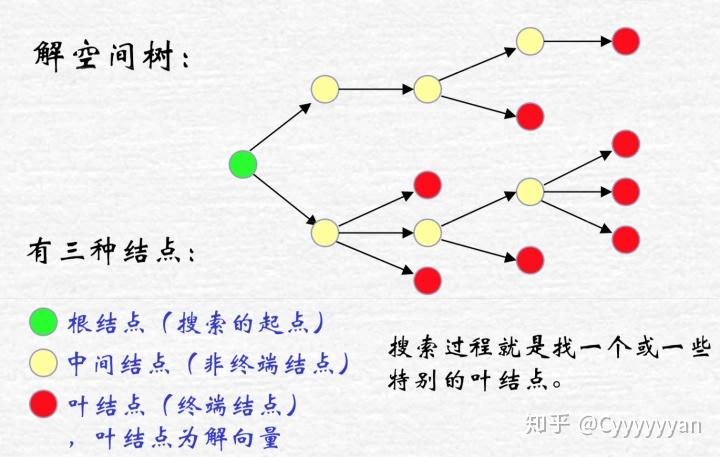 解空间树：
有三种结点：
根结点（搜索的起点）
中间结点（非终端结点）
叶结点（终端结点）
，叶结点为解向量
搜索过程就是找一个或一些
特别的叶结点。
知乎 @Cyyyyyyan